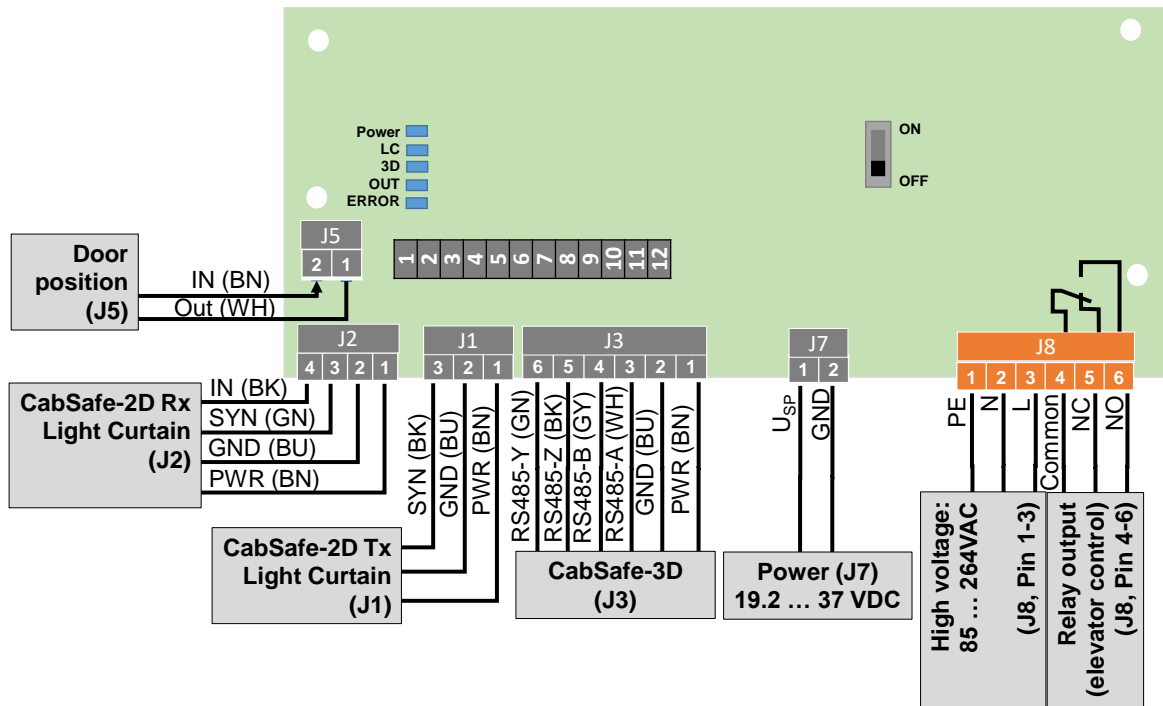 Power
LC
3D
OUT
ERROR
ON
OFF
J5
2 1
1 2 3 4 5 6 7 8 9 10 11 12
Door
position
(J5)
IN (BN)
Out (WH)
J2
4 3 2 1
J1
3 2 1
J3
6 5 4 3 2 1
J7
1 2
J8
1 2 3 4 5 6
CabSafe-2D Rx
Light Curtain
(J2)
IN (BK)
SYN (GN)
GND (BU)
PWR (BN)
SYN (BK)
GND (BU)
PWR (BN)
RS485-Y (GN)
RS485-Z (BK)
RS485-B (GY)
RS485-A (WH)
GND (BU)
PWR (BN)
USP
GND
PE
N
L
Common
NC
NO
CabSafe-2D Tx
Light Curtain
(J1)
CabSafe-3D
(J3)
Power (J7)
19.2 … 37 VDC
High voltage:
85 … 264VAC
(J8, Pin 1-3)
Relay output
(elevator control)
(J8, Pin 4-6)